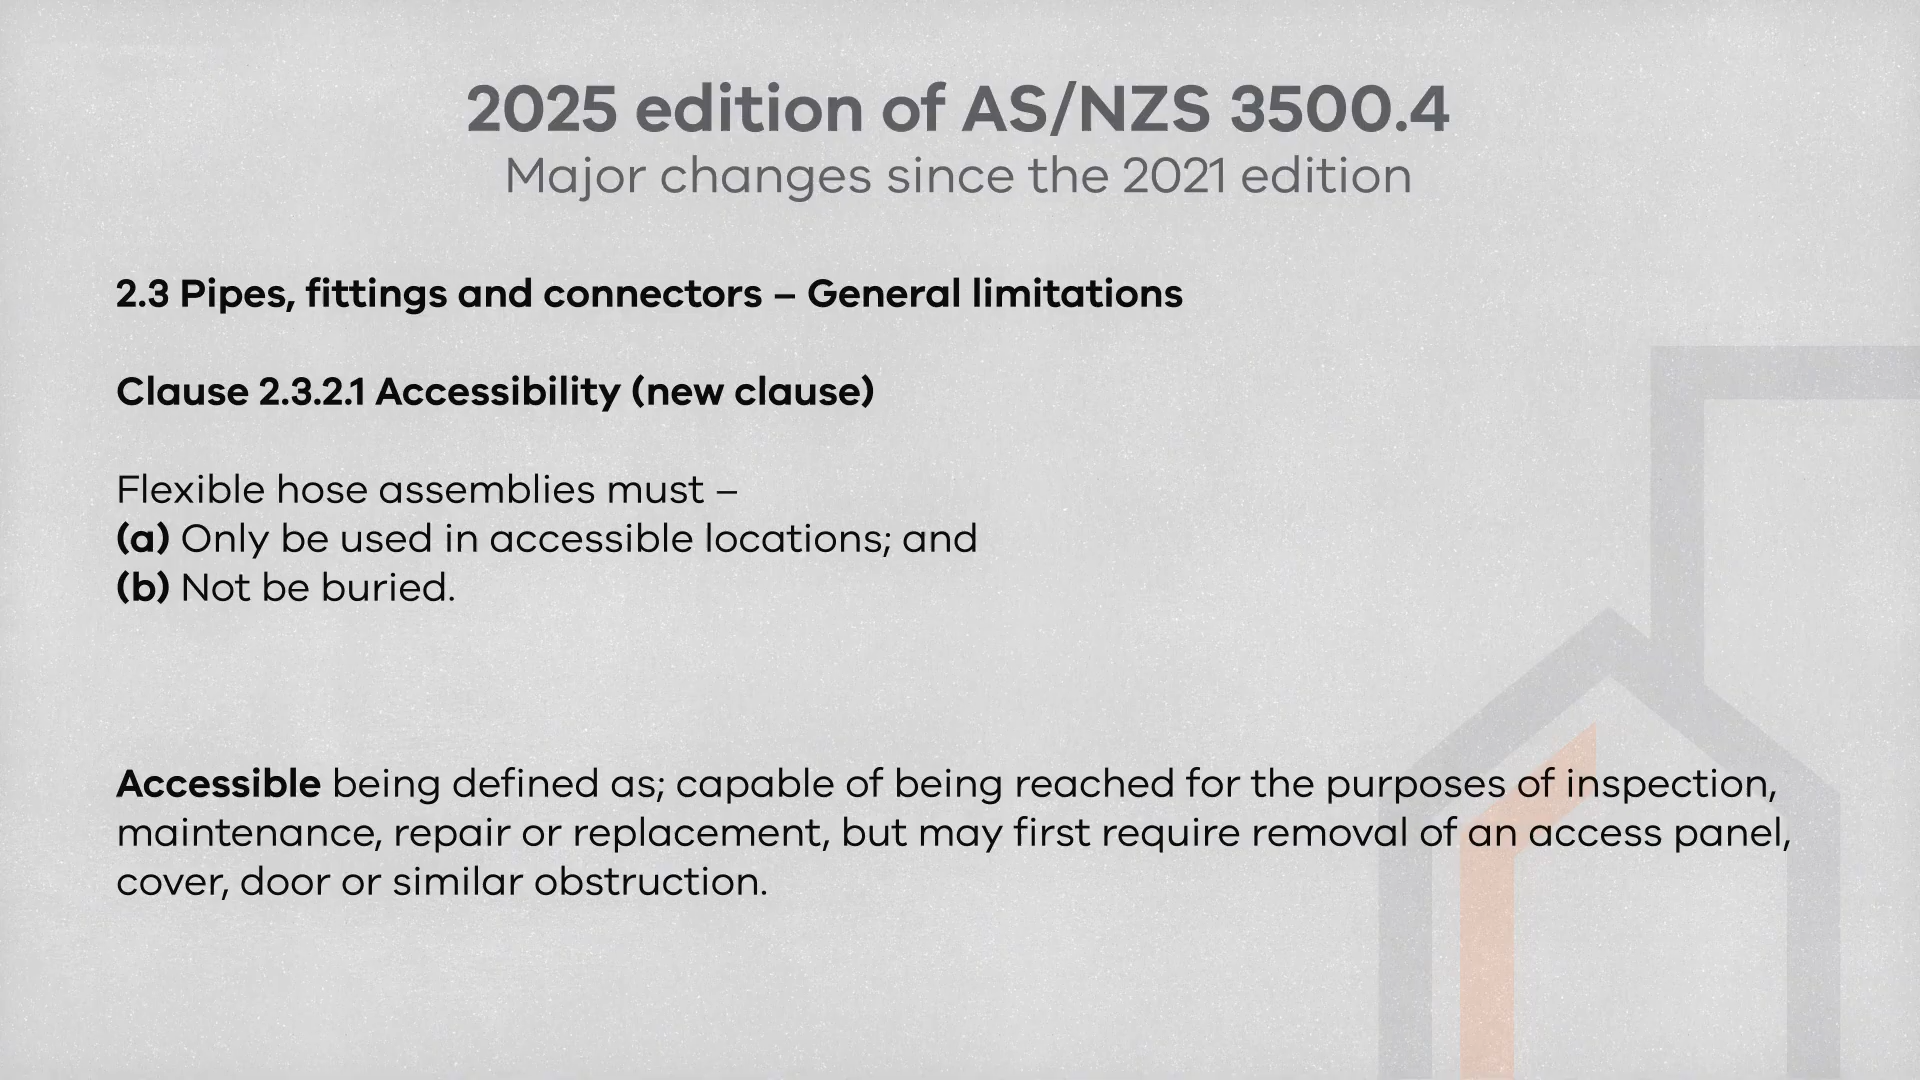 2025 edition of AS/NZS 3500.4
Major changes since the 2021 edition
2.3 Pipes, fittings and connectors – General limitations
Clause 2.3.2.1 Accessibility (new clause)
Flexible hose assemblies must –
(a) Only be used in accessible locations; and
(b) Not be buried.
Accessible being defined as; capable of being reached for the purposes of inspection,
maintenance, repair or replacement, but may first require removal of an access panel,
cover, door or similar obstruction.